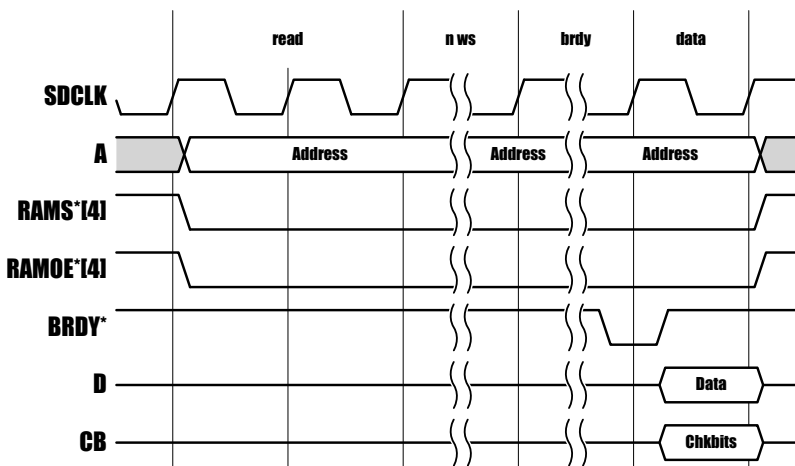 read n ws brdy data
SDCLK
A Address Address Address
RAMS*[4]
RAMOE*[4]
BRDY*
D Data
CB Chkbits